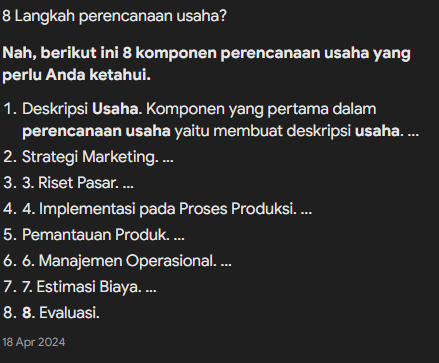 8 Langkah perencanaan usaha?
Nah, berikut ini 8 komponen perencanaan usaha yang
perlu Anda ketahui.
1. Deskripsi Usaha. Komponen yang pertama dalam
perencanaan usaha yaitu membuat deskripsi usaha. ...
2. Strategi Marketing. ...
3. 3. Riset Pasar. ...
4. 4. Implementasi pada Proses Produksi. ...
5. Pemantauan Produk. ...
6. 6. Manajemen Operasional. ...
7. 7. Estimasi Biaya. ...
8. 8. Evaluasi.
18 Apr 2024